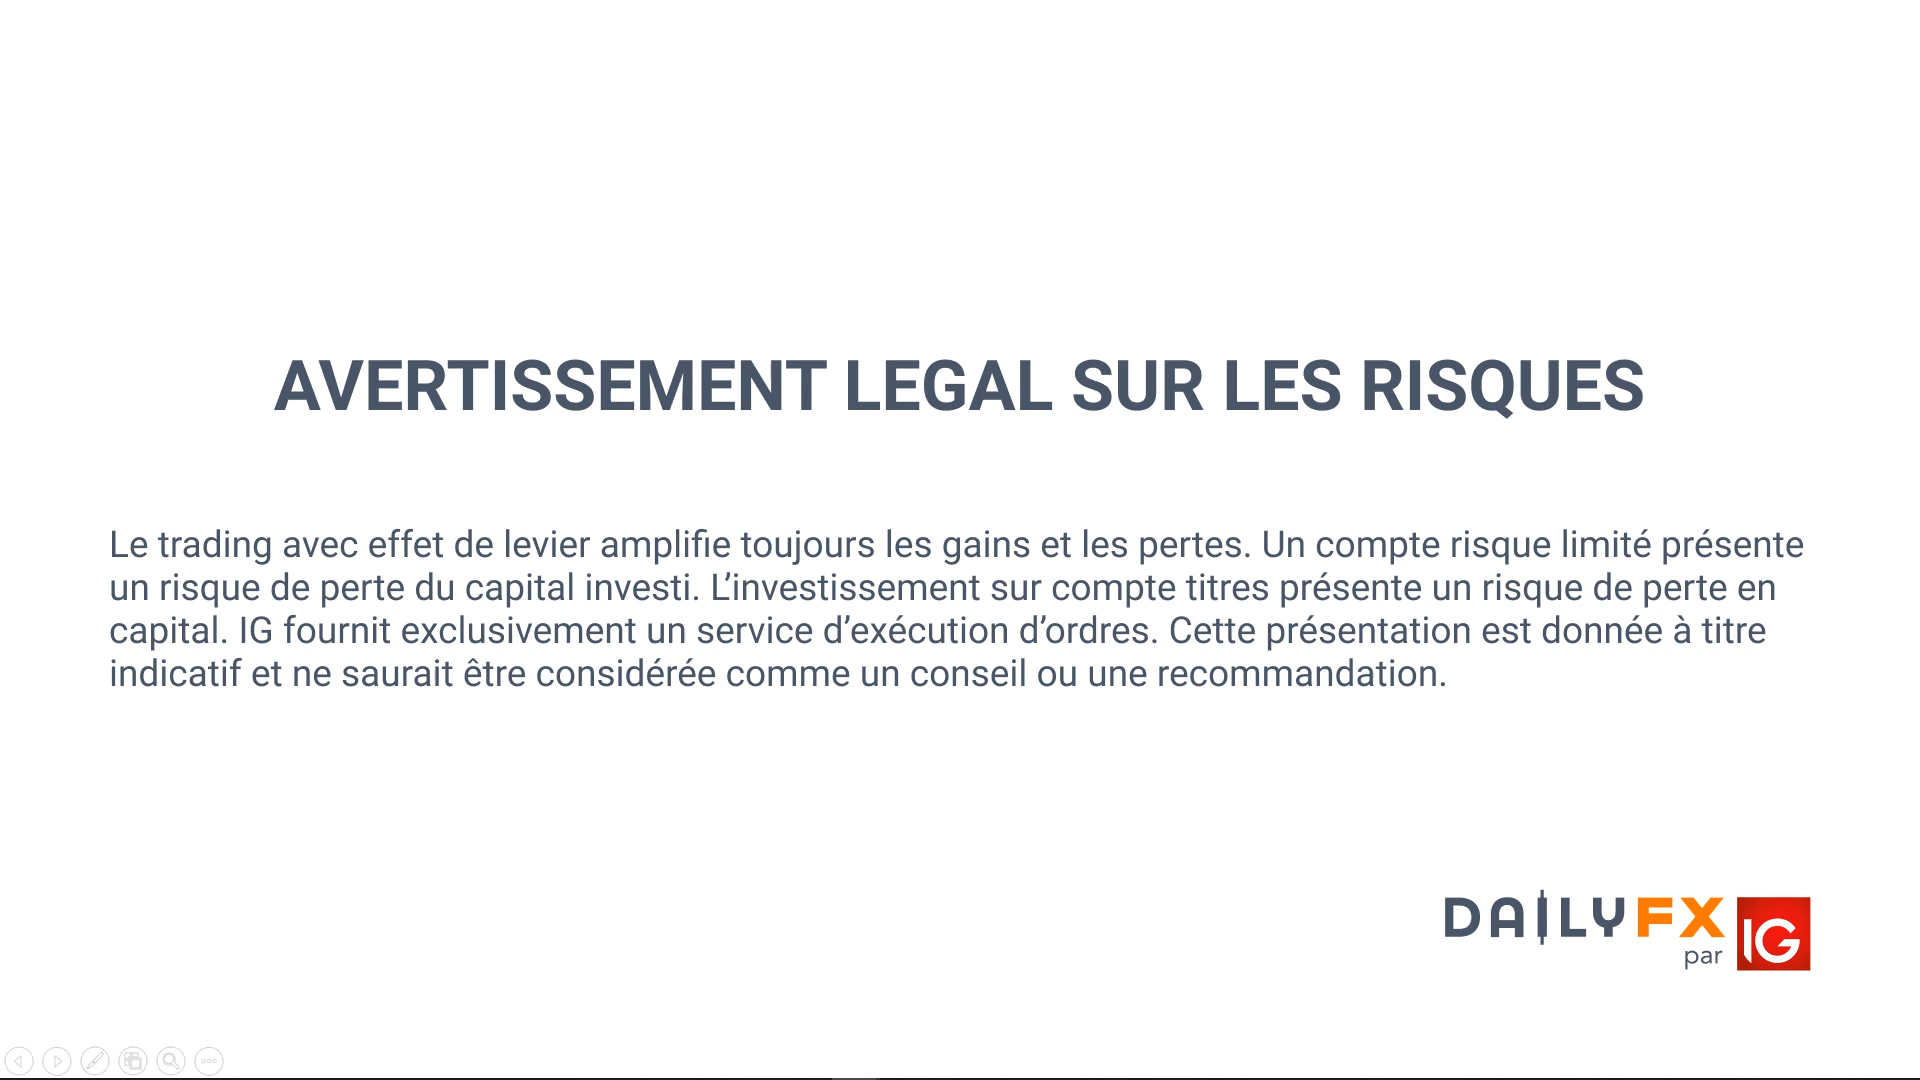 AVERTISSEMENT LEGAL SUR LES RISQUES
Le trading avec effet de levier amplifie toujours les gains et les pertes. Un compte risque limité présente
un risque de perte du capital investi. L’investissement sur compte titres présente un risque de perte en
capital. IG fournit exclusivement un service d’exécution d’ordres. Cette présentation est donnée à titre
indicatif et ne saurait être considérée comme un conseil ou une recommandation.
DAILYFX
par IG